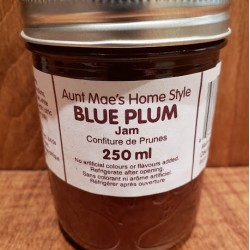 Aunt Mae's Home Style
BLUE PLUM
Jam
Confiture de Prunes
250 ml
No artificial colours or flavours added.
Refrigerate after opening.
Sans colorant ni arôme artificiels
Réfrigérer après ouverture